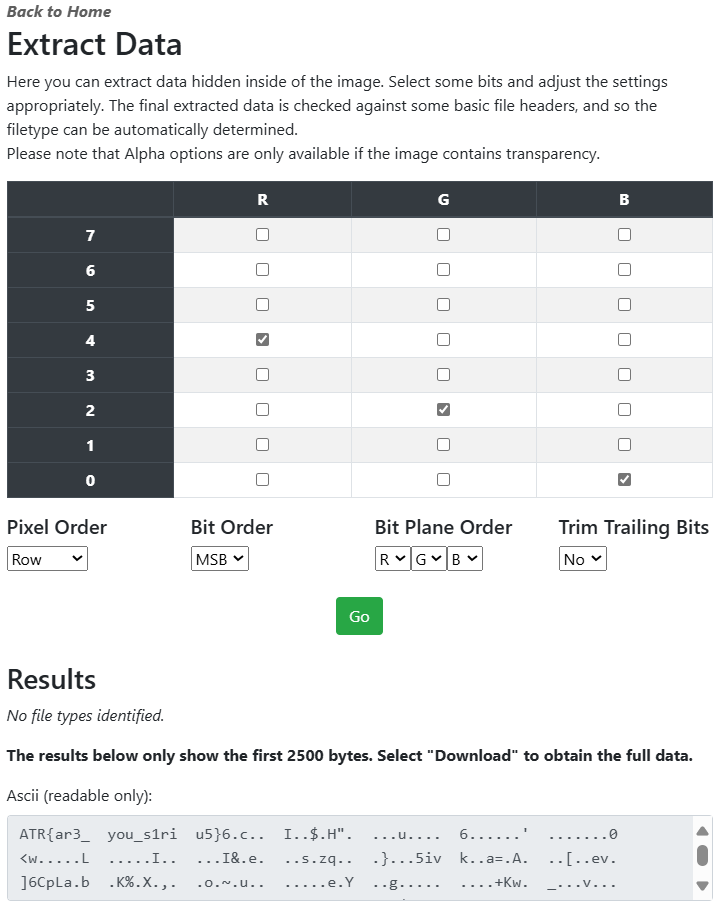 Back to Home
Extract Data
Here you can extract data hidden inside of the image. Select some bits and adjust the settings
appropriately. The final extracted data is checked against some basic file headers, and so the
filetype can be automatically determined.
Please note that Alpha options are only available if the image contains transparency.
R G B
7
6
5
4
3
2
1
0
Pixel Order Bit Order Bit Plane Order Trim Trailing Bits
Row MSB R G B No
Go
Results
No file types identified.
The results below only show the first 2500 bytes. Select "Download" to obtain the full data.
Ascii (readable only):
ATR{ar3_ you_s1ri u5}6.c.. I..$.H". ...u.... 6......' .......0
<w.....L .....I.. ...I&.e. ..s.zq.. .}...5iv k..a=.A. ..[..ev.
]6CpLa.b .K%.X.,. .o.~.u.. .....e.Y ..g..... ....+Kw. _...v...